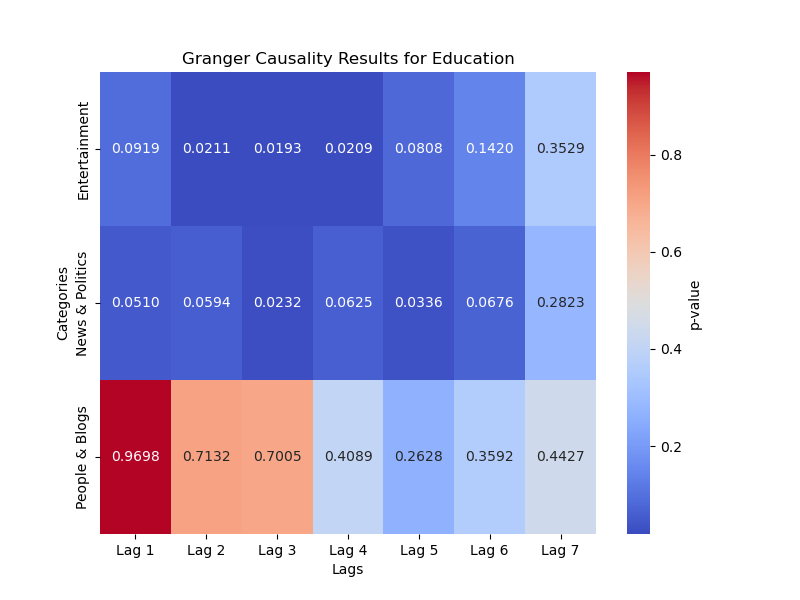 Granger Causality Results for Education
Categories
Entertainment
0.0919 0.0211 0.0193 0.0209 0.0808 0.1420 0.3529
News & Politics
0.0510 0.0594 0.0232 0.0625 0.0336 0.0676 0.2823
People & Blogs
0.9698 0.7132 0.7005 0.4089 0.2628 0.3592 0.4427
Lag 1 Lag 2 Lag 3 Lag 4 Lag 5 Lag 6 Lag 7
Lags
0.8
0.6
0.4
0.2
p-value